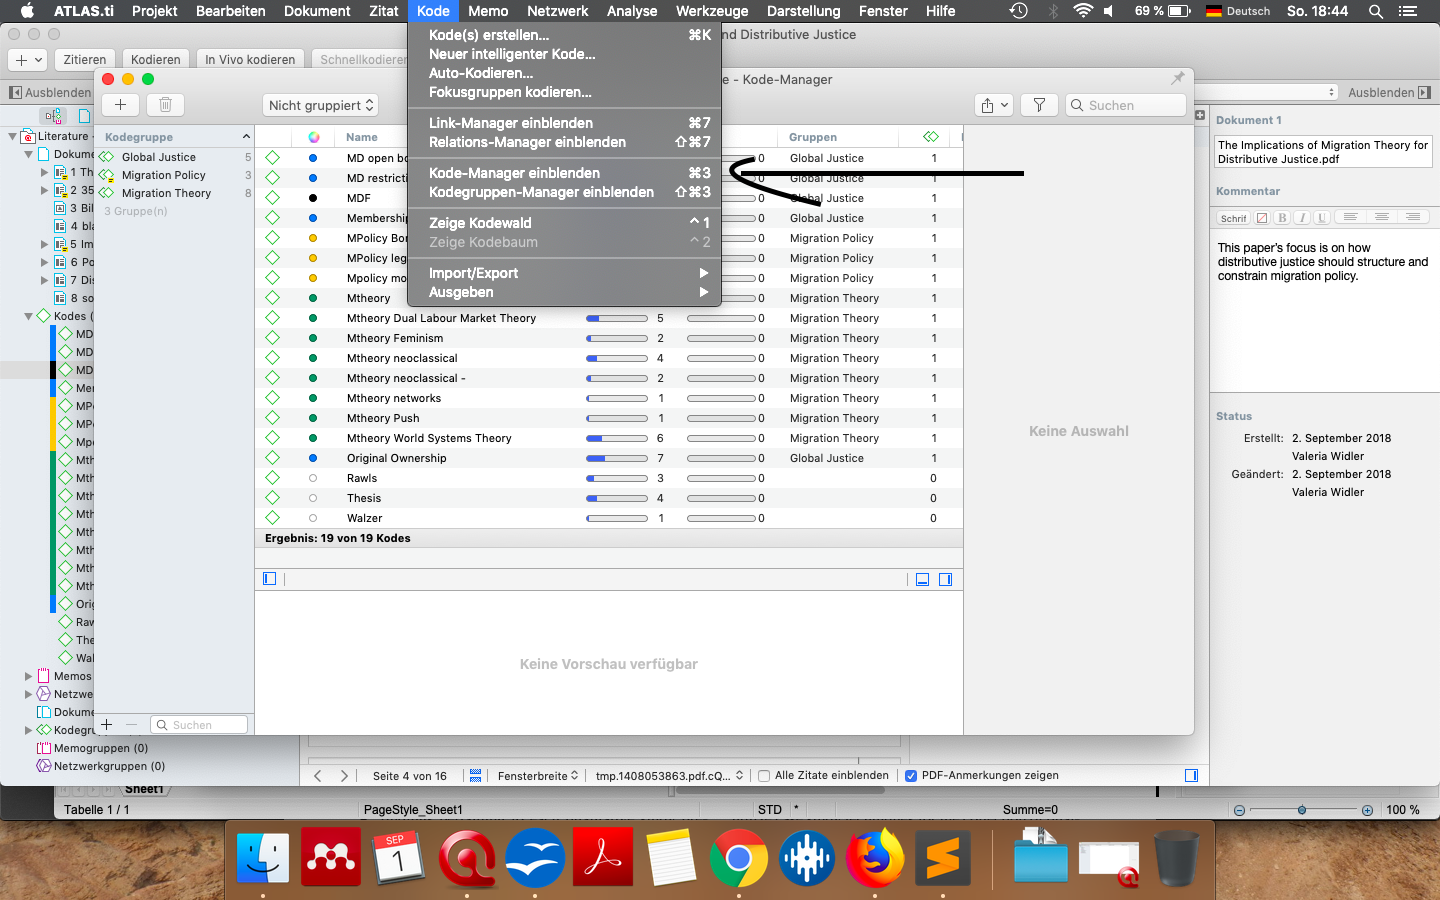 ATLAS.ti Projekt Bearbeiten Dokument Zitat Kode Memo Netzwerk Analyse Werkzeuge Darstellung Fenster Hilfe 69 % Deutsch So. 18:44
nd Distributive Justice
Zitieren Kodieren In Vivo kodieren Schnellkodieren
Ausblenden Ausblenden
Kode(s) erstellen... ⌘K
Neuer intelligenter Kode...
Auto-Kodieren...
Fokusgruppen kodieren...
Link-Manager einblenden ⌘7
Relations-Manager einblenden ⇧⌘7
Kode-Manager einblenden ⌘3
Kodegruppen-Manager einblenden ⇧⌘3
Zeige Kodewald ^1
Zeige Kodebaum ^2
Import/Export
Ausgeben
e - Kode-Manager
Nicht gruppiert Suchen
Kodegruppe
Global Justice 5
Migration Policy 3
Migration Theory 8
3 Gruppe(n)
Name Gruppen
MD open bo 0 Global Justice 1
MD restricti Global Justice 1
MDF Global Justice 1
Membership 0 Global Justice 1
MPolicy Bor 0 Migration Policy 1
MPolicy leg 0 Migration Policy 1
Mpolicy mo 0 Migration Policy 1
Mtheory 0 Migration Theory 1
Mtheory Dual Labour Market Theory 5 0 Migration Theory 1
Mtheory Feminism 2 0 Migration Theory 1
Mtheory neoclassical 4 0 Migration Theory 1
Mtheory neoclassical - 2 0 Migration Theory 1
Mtheory networks 1 0 Migration Theory 1
Mtheory Push 1 0 Migration Theory 1
Mtheory World Systems Theory 6 0 Migration Theory 1
Original Ownership 7 0 Global Justice 1
Rawls 3 0 0
Thesis 4 0 0
Walzer 1 0 0
Ergebnis: 19 von 19 Kodes
Keine Vorschau verfügbar
Keine Auswahl
Suchen
Literature -
Dokume
1 Th
2 35
3 Bil
4 bla
5 Im
6 Po
7 Dis
8 so
Kodes (
MD
MD
MD
Mer
MPo
MPo
Mpo
Mth
Mth
Mth
Mth
Mth
Mth
Mth
Mth
Orig
Raw
The
Wal
Memos
Netzwe
Dokume
Kodegr
Memogruppen (0)
Netzwerkgruppen (0)
Dokument 1
The Implications of Migration Theory for
Distributive Justice.pdf
Kommentar
Schrif B I U
This paper's focus is on how
distributive justice should structure and
constrain migration policy.
Status
Erstellt: 2. September 2018
Valeria Widler
Geändert: 2. September 2018
Valeria Widler
Seite 4 von 16 Fensterbreite tmp.1408053863.pdf.cQ... Alle Zitate einblenden PDF-Anmerkungen zeigen
Sheet1
Tabelle 1 / 1 PageStyle_Sheet1 STD * Summe=0 100 %
SEP
1